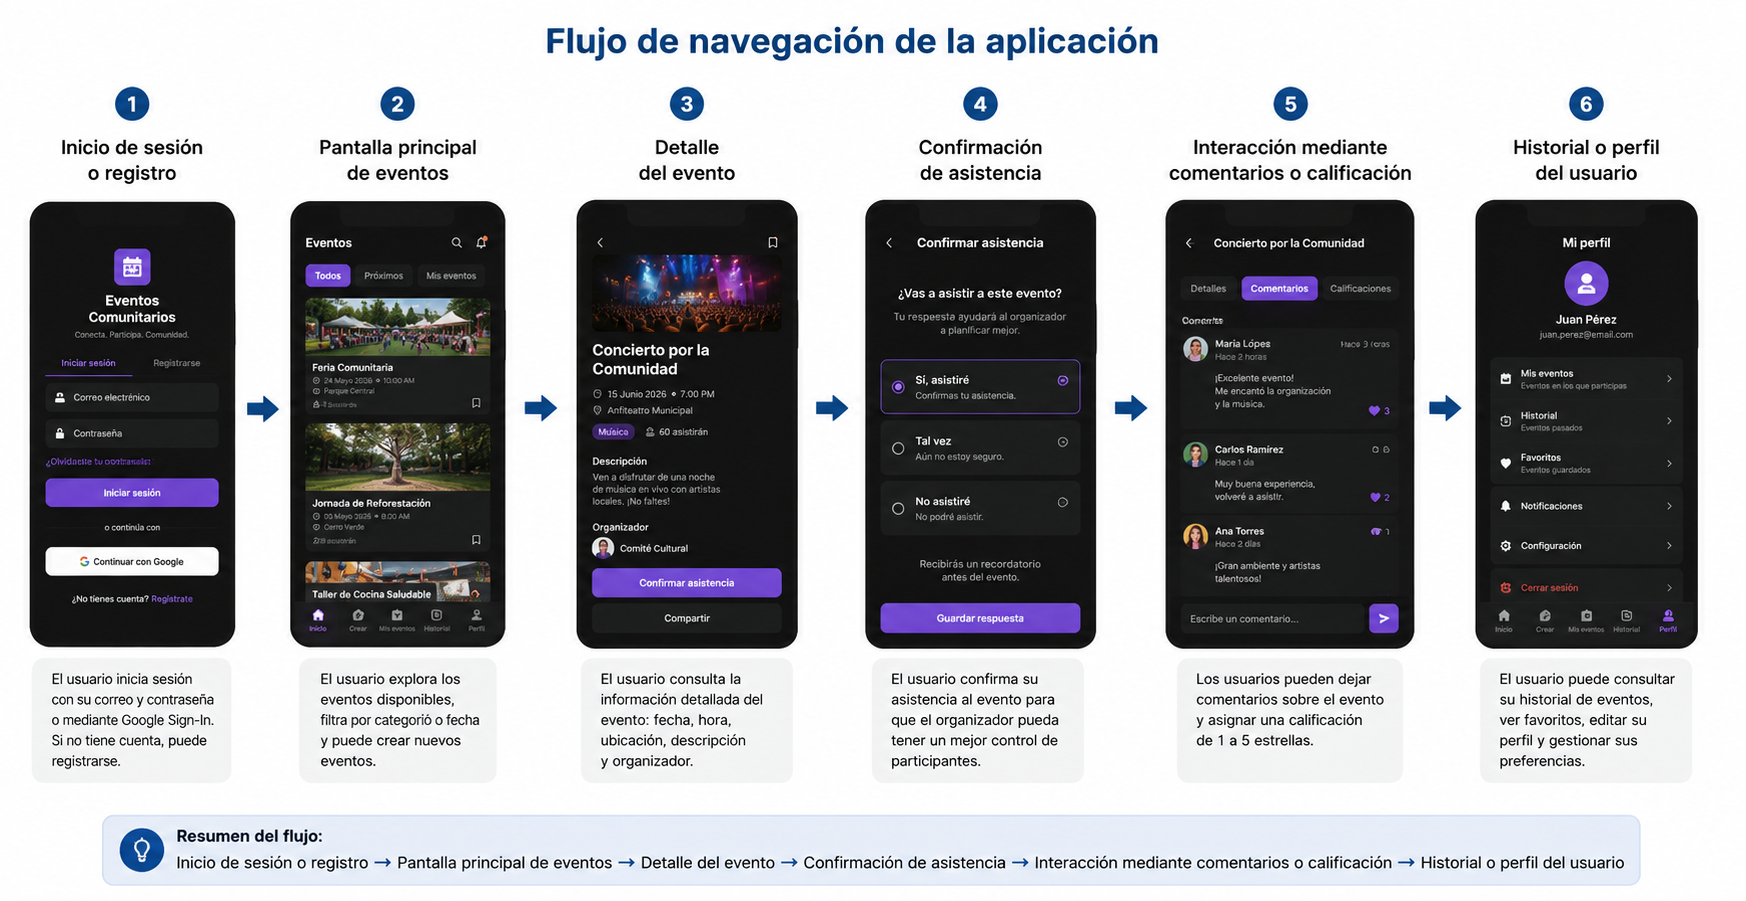 Flujo de navegación de la aplicación
1
Inicio de sesión
o registro
Eventos
Comunitarios
Conecta. Participa. Comunidad.
Iniciar sesión
Registrarse
Correo electrónico
Contraseña
¿Olvidaste tu
Iniciar sesión
o continúa con
Continuar con Google
¿No tienes cuenta? Regístrate
El usuario inicia sesión
con su correo y contraseña
o mediante Google Sign-In.
Si no tiene cuenta, puede
registrarse.
2
Pantalla principal
de eventos
Eventos
Todos
Próximos
Mis eventos
Feria Comunitaria
24 Mayo 2026 • 10:00 AM
Parque Central
Jornada de Reforestación
8:00 AM
Cerro Verde
Taller de Cocina Saludable
Inicio
Crear
Mis eventos
Historial
Perfil
El usuario explora los
eventos disponibles,
filtra por categorió o fecha
y puede crear nuevos
eventos.
3
Detalle
del evento
Concierto por la
Comunidad
15 Junio 2026 • 7:00 PM
Anfiteatro Municipal
Música
60 asistirán
Descripción
Ven a disfrutar de una noche
de música en vivo con artistas
locales. ¡No faltes!
Organizador
Comité Cultural
Confirmar asistencia
Compartir
El usuario consulta la
información detallada del
evento: fecha, hora,
ubicación, descripción
y organizador.
4
Confirmación
de asistencia
Confirmar asistencia
¿Vas a asistir a este evento?
Tu respuesta ayudará al organizador
a planificar mejor.
Sí, asistiré
Confirmas tu asistencia.
Tal vez
Aún no estoy seguro.
No asistiré
No podré asistir.
Recibirás un recordatorio
antes del evento.
Guardar respuesta
El usuario confirma su
asistencia al evento para
que el organizador pueda
tener un mejor control de
participantes.
5
Interacción mediante
comentarios o calificación
Concierto por la Comunidad
Detalles
Comentarios
Calificaciones
Maria Lópes
Hace 3
Hace 2 horas
¡Excelente evento!
Me encantó la organización
y la música.
3
Carlos Ramírez
Hace 1 día
Muy buena experiencia,
volveré a asistir.
2
Ana Torres
Hace 2 días
¡Gran ambiente y artistas
talentosos!
Escribe un comentario...
Los usuarios pueden dejar
comentarios sobre el evento
y asignar una calificación
de 1 a 5 estrellas.
6
Historial o perfil
del usuario
Mi perfil
Juan Pérez
juan.perez@email.com
Mis eventos
Eventos en los que participas
Historial
Eventos pasados
Favoritos
Eventos guardados
Notificaciones
Configuración
Cerrar sesión
Inicio
Crear
Mis eventos
Historial
Perfil
El usuario puede consultar
su historial de eventos,
ver favoritos, editar su
perfil y gestionar sus
preferencias.
Resumen del flujo:
Inicio de sesión o registro → Pantalla principal de eventos → Detalle del evento → Confirmación de asistencia → Interacción mediante comentarios o calificación → Historial o perfil del usuario